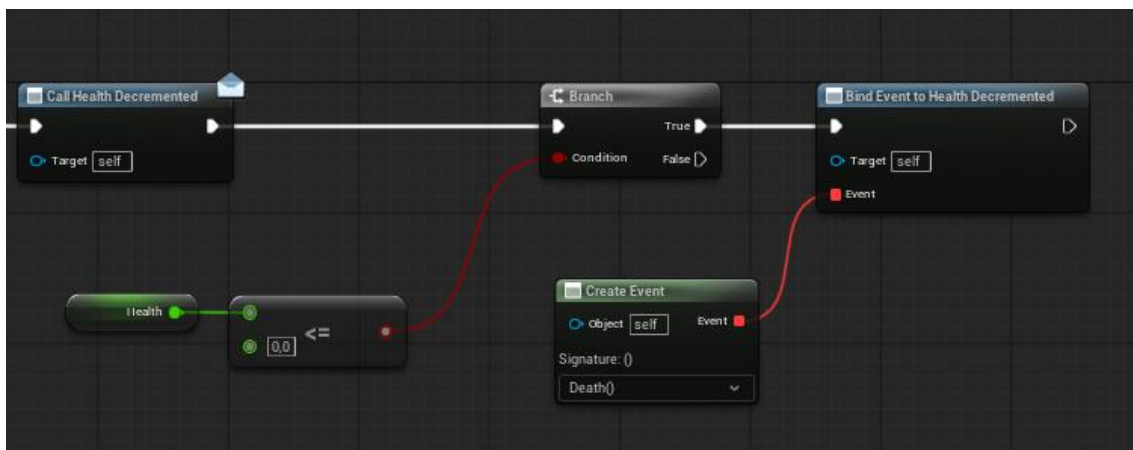 Call Health Decremented
Target self
Branch
True
Condition False
Bind Event to Health Decremented
Target self
Event
Health
<=
0,0
Create Event
Object self Event
Signature: ()
Death()